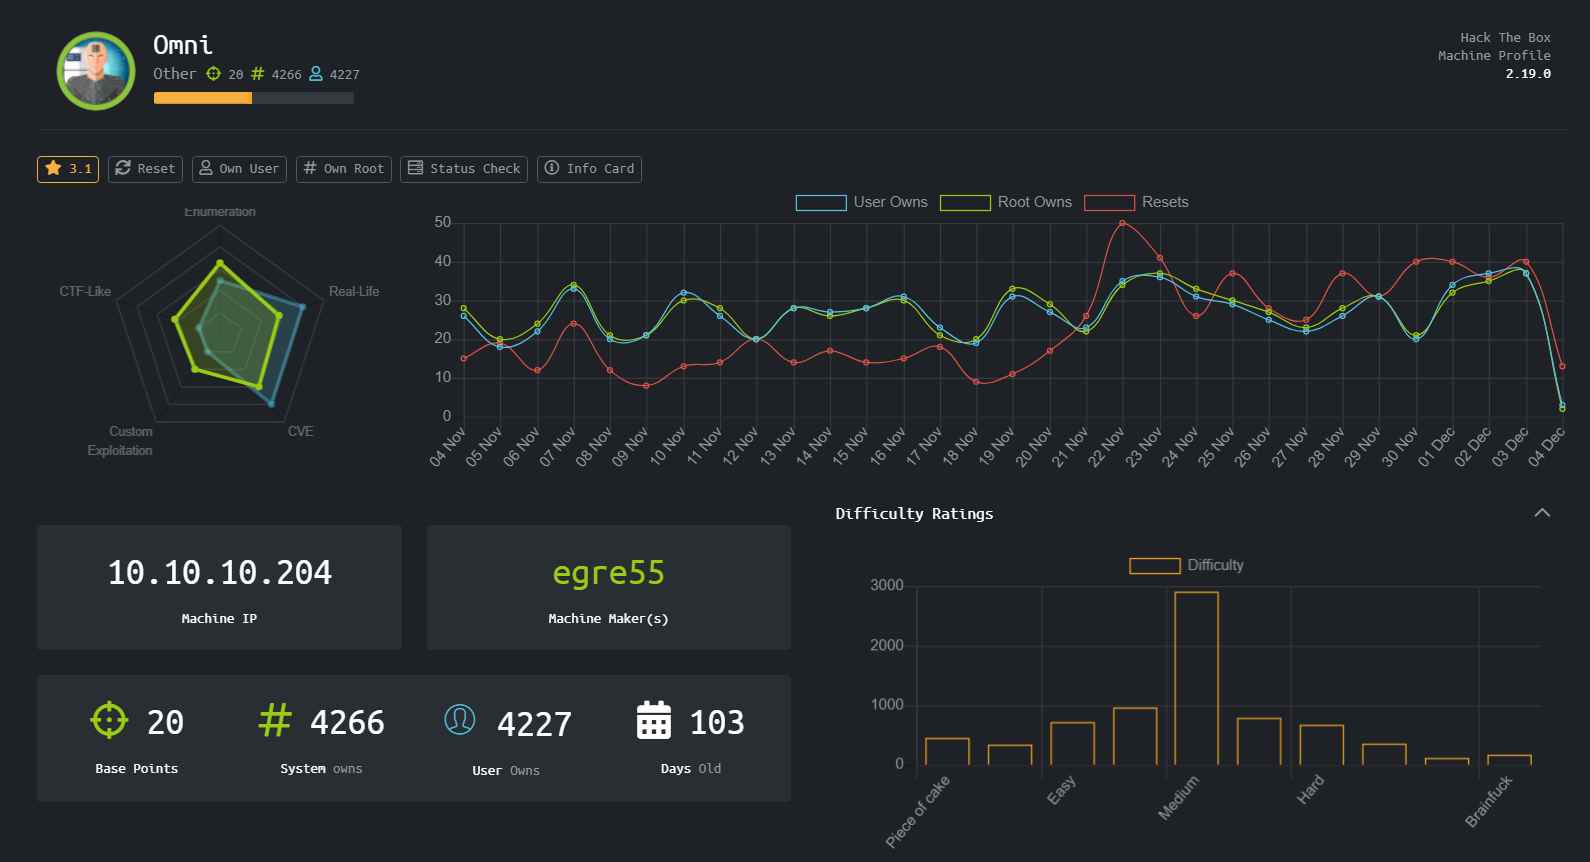 Omni
Other 20 4266 4227
Hack The Box
Machine Profile
2.19.0
3.1 Reset Own User Own Root Status Check Info Card
Enumeration
CTF-Like
Real-Life
Custom
Exploitation
CVE
User Owns Root Owns Resets
50
40
30
20
10
0
04 Nov 05 Nov 06 Nov 07 Nov 08 Nov 09 Nov 10 Nov 11 Nov 12 Nov 13 Nov 14 Nov 15 Nov 16 Nov 17 Nov 18 Nov 19 Nov 20 Nov 21 Nov 22 Nov 23 Nov 24 Nov 25 Nov 26 Nov 27 Nov 28 Nov 29 Nov 30 Nov 01 Dec 02 Dec 03 Dec 04 Dec
10.10.10.204
Machine IP
egre55
Machine Maker(s)
20
Base Points
4266
System owns
4227
User Owns
103
Days Old
Difficulty Ratings
Difficulty
3000
2000
1000
0
Piece of cake Easy Medium Hard Brainfuck